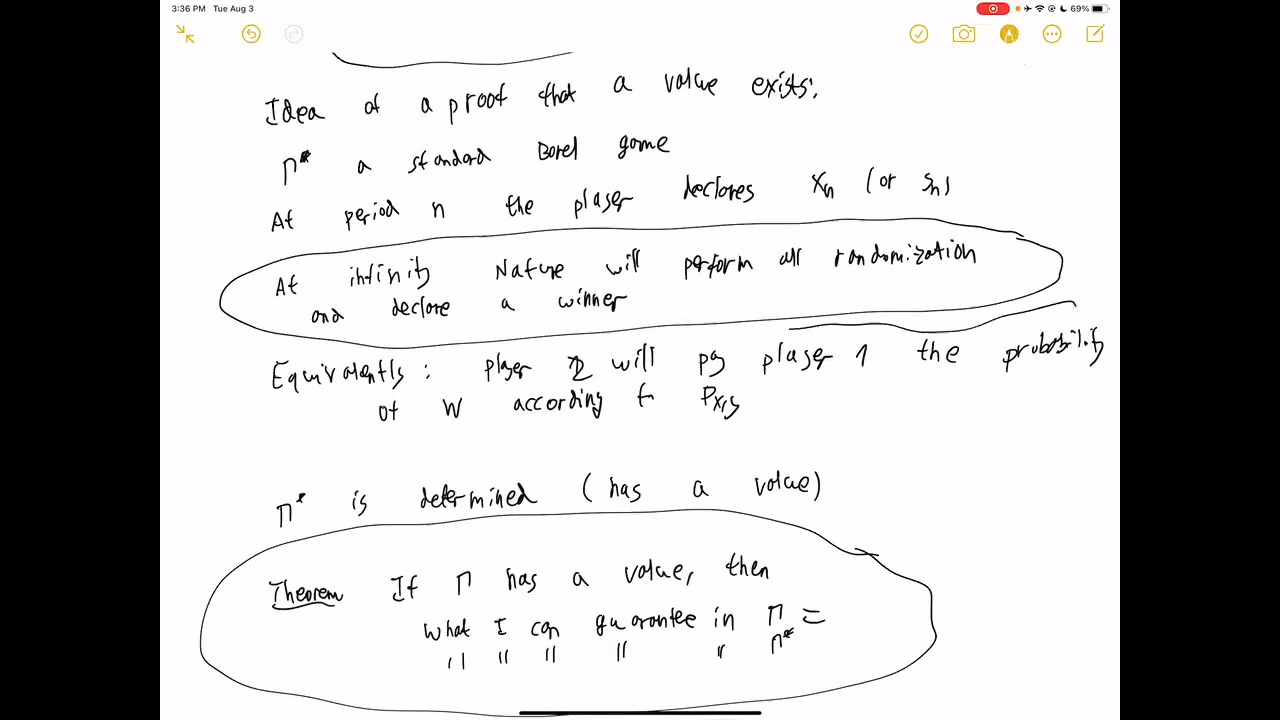 3:36 PM Tue Aug 3 69%
Idea of a proof that a value exists:
Γ* a standard Borel game
At period n the player declares xn (or sn)
At infinity Nature will perform all randomization
and declare a winner
Equivalently: player 2 will pay player 1 the probability
of W according to Px,y
Γ* is determined (has a value)
Theorem If Γ has a value, then
what I can guarantee in Γ =
" " " " " Γ*